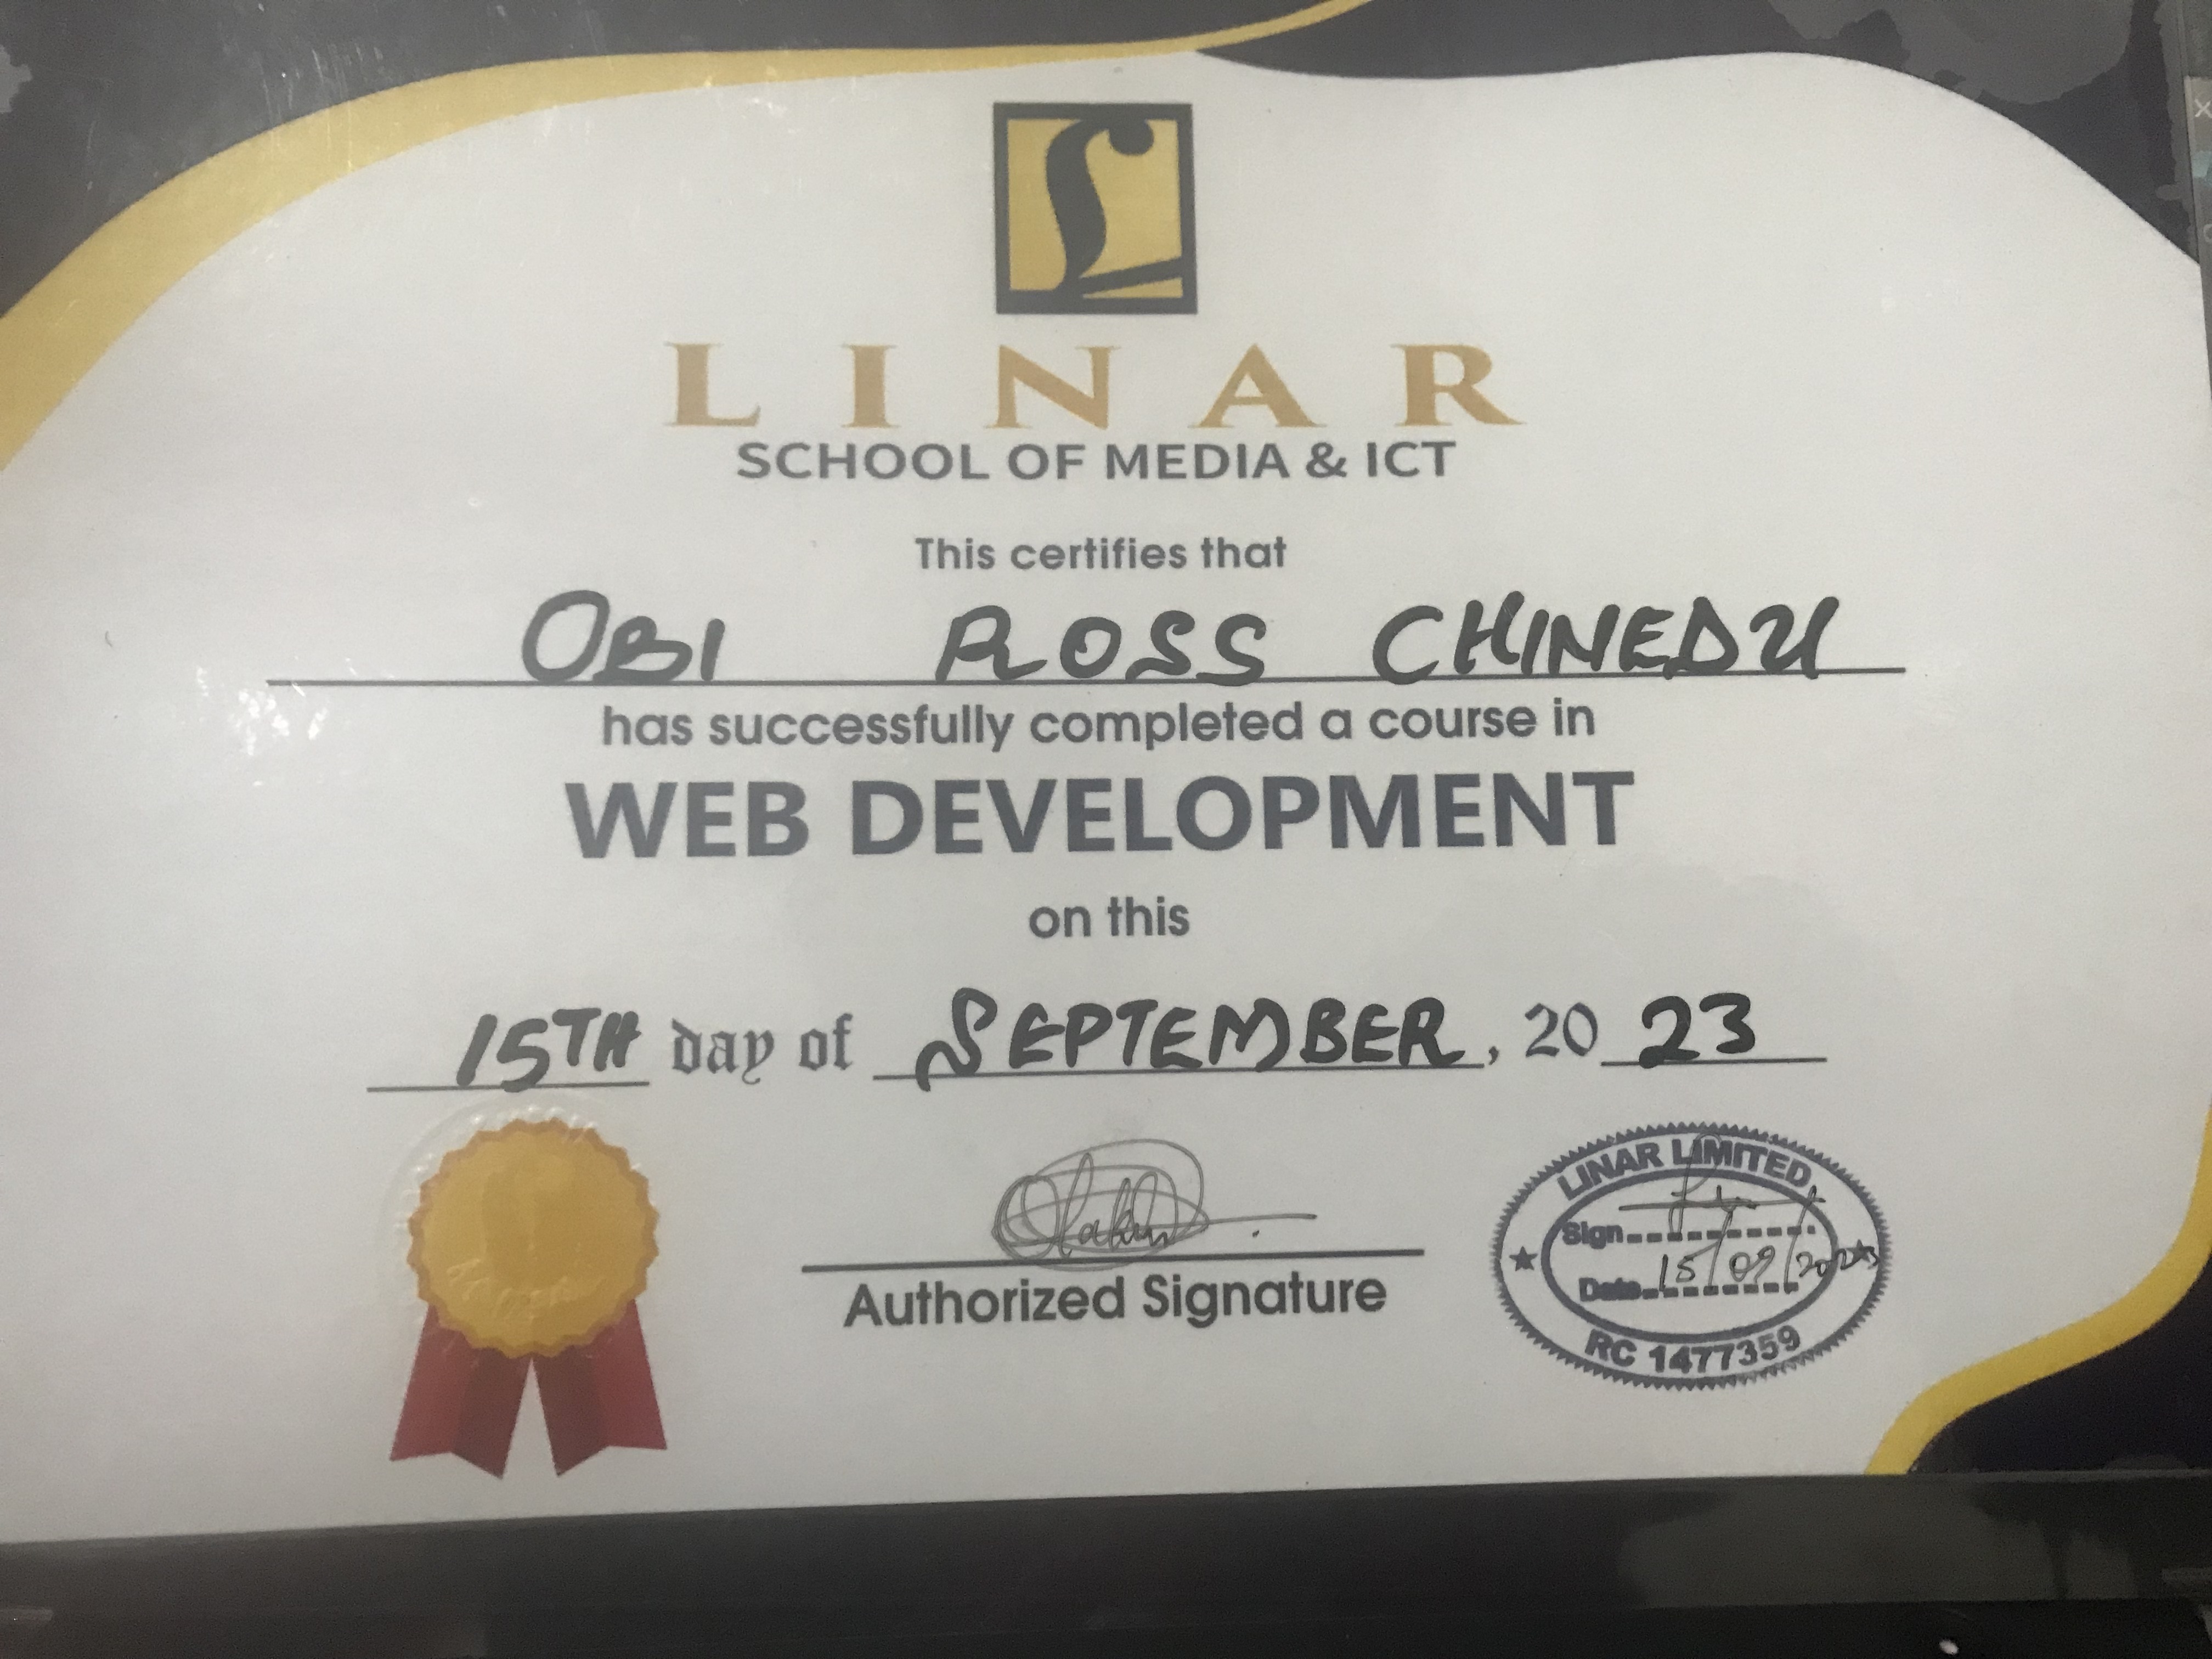 LINAR
SCHOOL OF MEDIA & ICT
This certifies that
OBI ROSS CHINEDU
has successfully completed a course in
WEB DEVELOPMENT
on this
15TH day of SEPTEMBER, 2023
Authorized Signature
LINAR LIMITED
Sign
Date 15/09/2023
RC 1477359